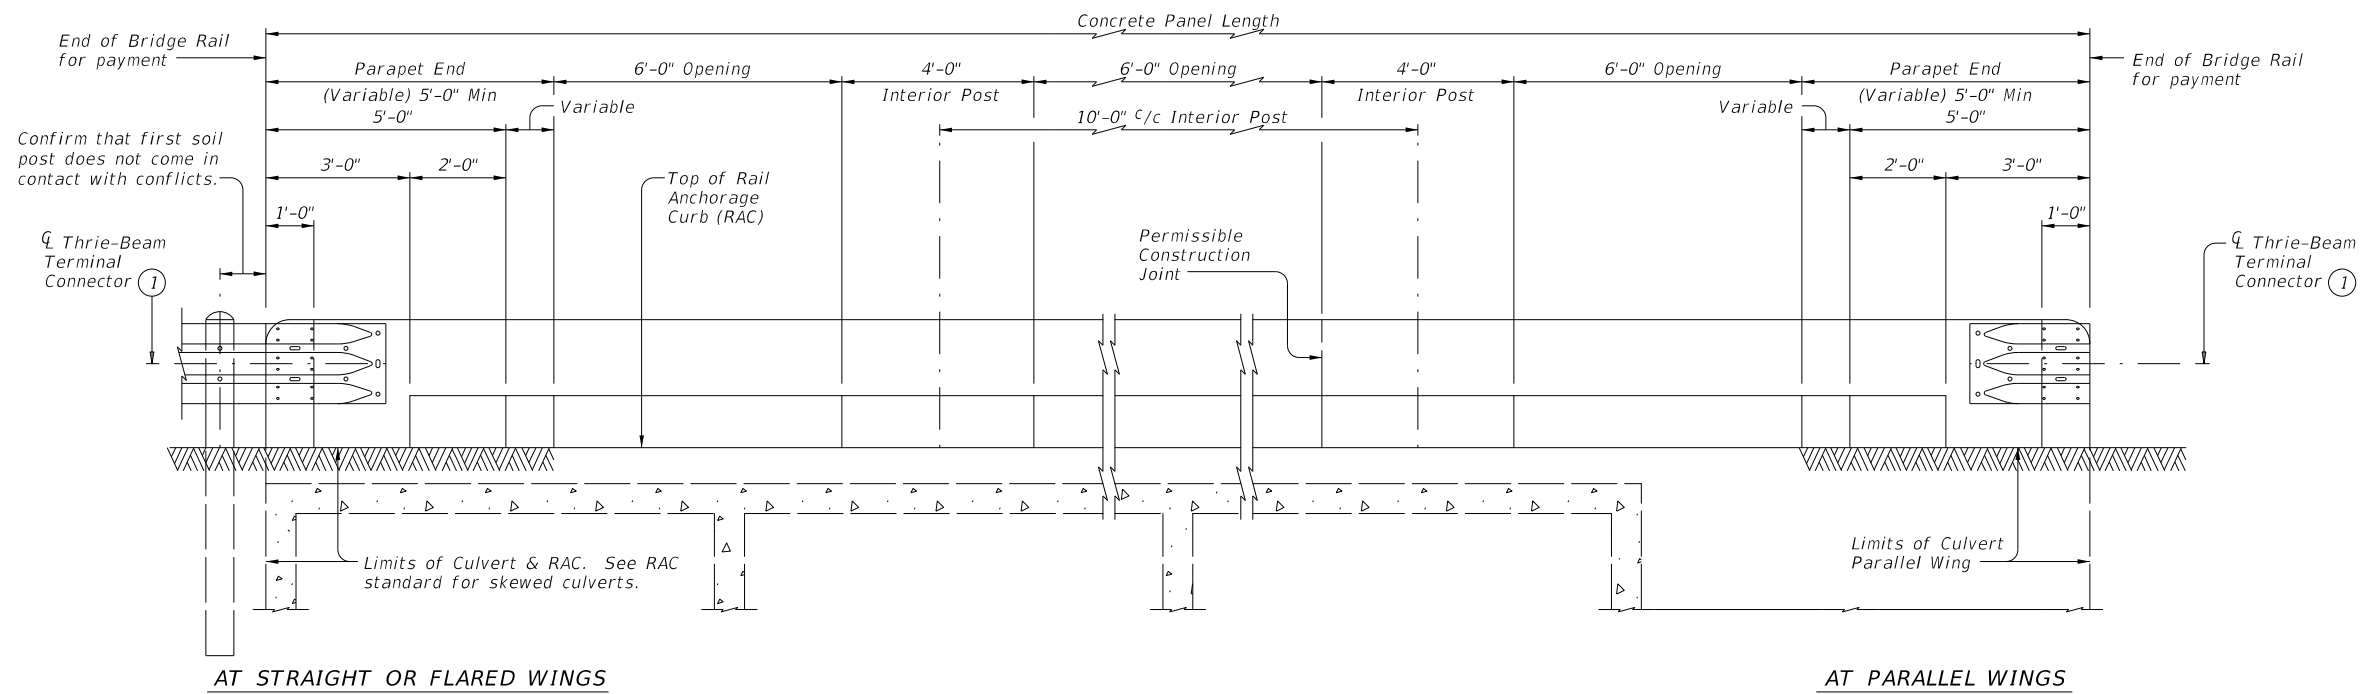 Concrete Panel Length
End of Bridge Rail
for payment
Parapet End
(Variable) 5'-0" Min
6'-0" Opening
4'-0"
Interior Post
6'-0" Opening
4'-0"
Interior Post
6'-0" Opening
Parapet End
(Variable) 5'-0" Min
End of Bridge Rail
for payment
5'-0"
Variable
10'-0" c/c Interior Post
Variable
5'-0"
Confirm that first soil
post does not come in
contact with conflicts.
3'-0"
2'-0"
Top of Rail
Anchorage
Curb (RAC)
2'-0"
3'-0"
1'-0"
1'-0"
℄ Thrie-Beam
Terminal
Connector 1
Permissible
Construction
Joint
℄ Thrie-Beam
Terminal
Connector 1
Limits of Culvert & RAC. See RAC
standard for skewed culverts.
Limits of Culvert
Parallel Wing
AT STRAIGHT OR FLARED WINGS
AT PARALLEL WINGS